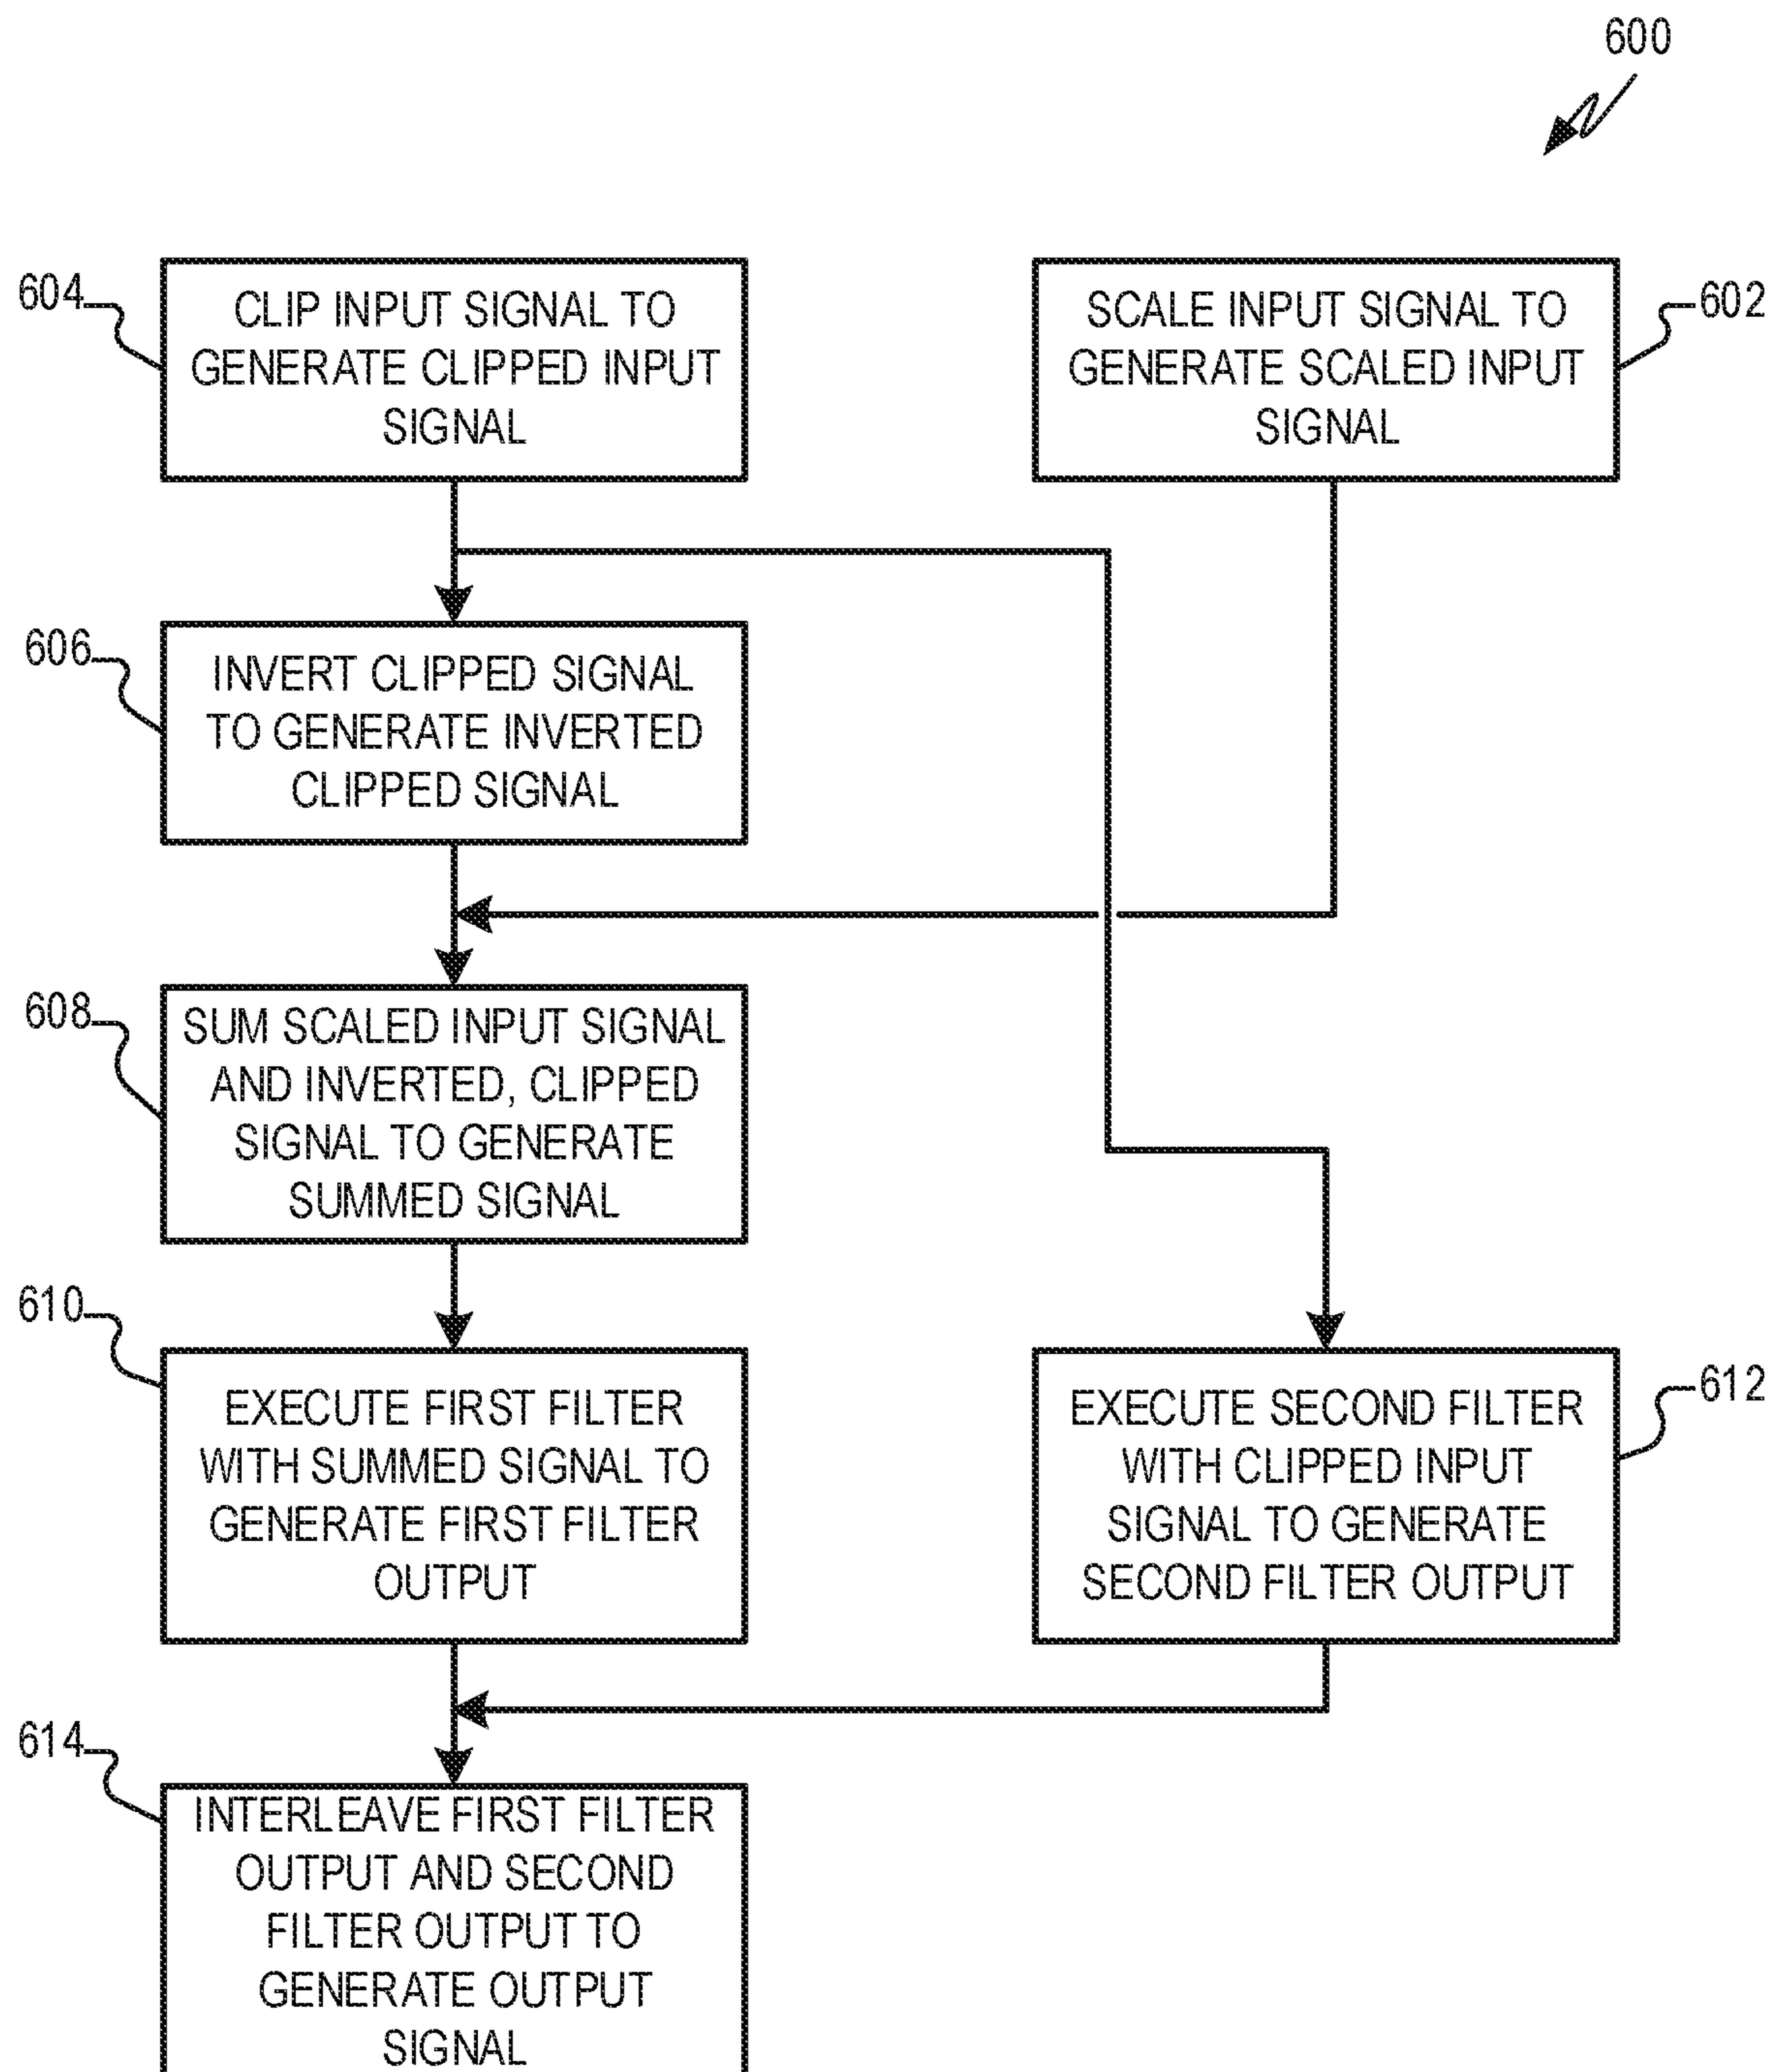 600
604
CLIP INPUT SIGNAL TO
GENERATE CLIPPED INPUT
SIGNAL
SCALE INPUT SIGNAL TO
GENERATE SCALED INPUT
SIGNAL
602
606
INVERT CLIPPED SIGNAL
TO GENERATE INVERTED
CLIPPED SIGNAL
608
SUM SCALED INPUT SIGNAL
AND INVERTED, CLIPPED
SIGNAL TO GENERATE
SUMMED SIGNAL
610
EXECUTE FIRST FILTER
WITH SUMMED SIGNAL TO
GENERATE FIRST FILTER
OUTPUT
EXECUTE SECOND FILTER
WITH CLIPPED INPUT
SIGNAL TO GENERATE
SECOND FILTER OUTPUT
612
614
INTERLEAVE FIRST FILTER
OUTPUT AND SECOND
FILTER OUTPUT TO
GENERATE OUTPUT
SIGNAL